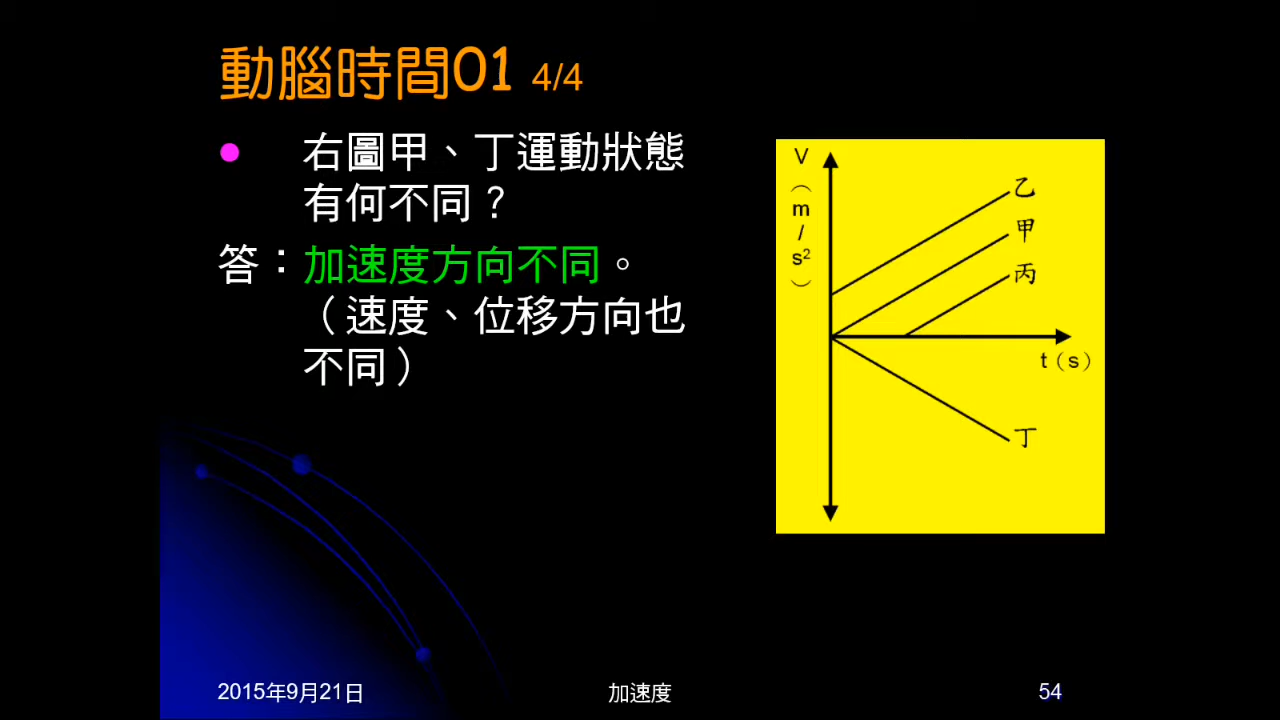 動腦時間01 4/4
右圖甲、丁運動狀態
有何不同？
答：加速度方向不同。
（速度、位移方向也
不同）
V
（
m
/
s²
）
乙
甲
丙
t（s）
丁
2015年9月21日
加速度
54